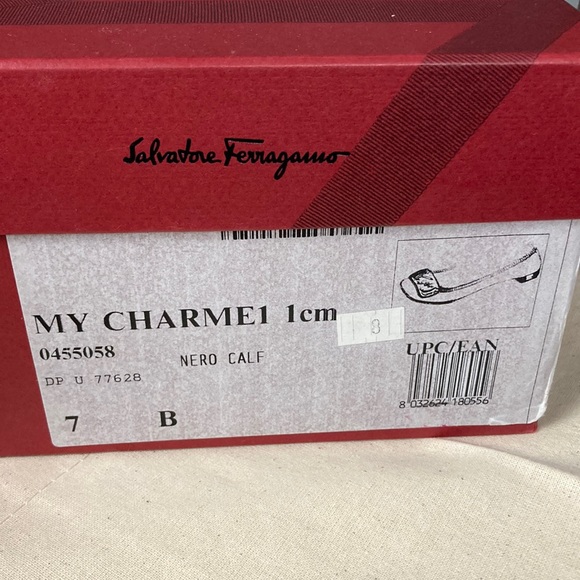 Salvatore Ferragamo
MY CHARME1 1cm
8
0455058
NERO CALF
UPC/EAN
DP U 77628
8 032624 180556
7 B